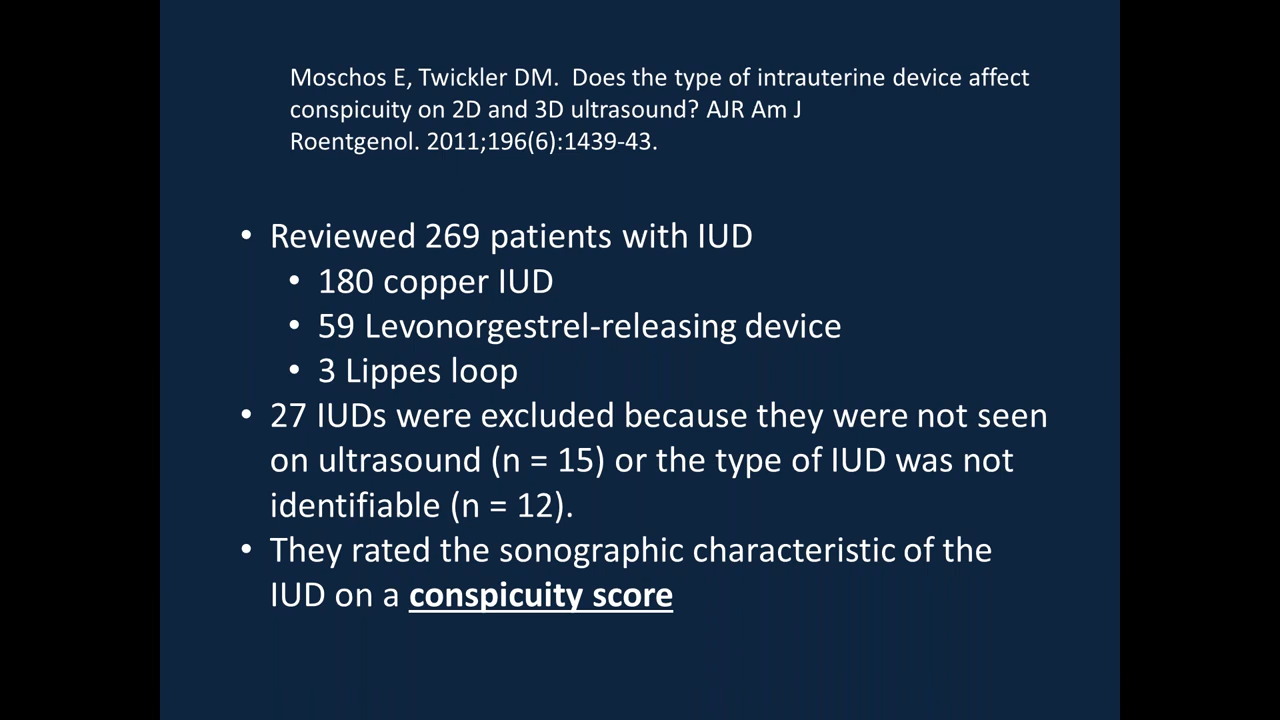 Moschos E, Twickler DM.  Does the type of intrauterine device affect
conspicuity on 2D and 3D ultrasound? AJR Am J
Roentgenol. 2011;196(6):1439-43.
• Reviewed 269 patients with IUD
• 180 copper IUD
• 59 Levonorgestrel-releasing device
• 3 Lippes loop
• 27 IUDs were excluded because they were not seen
on ultrasound (n = 15) or the type of IUD was not
identifiable (n = 12).
• They rated the sonographic characteristic of the
IUD on a conspicuity score